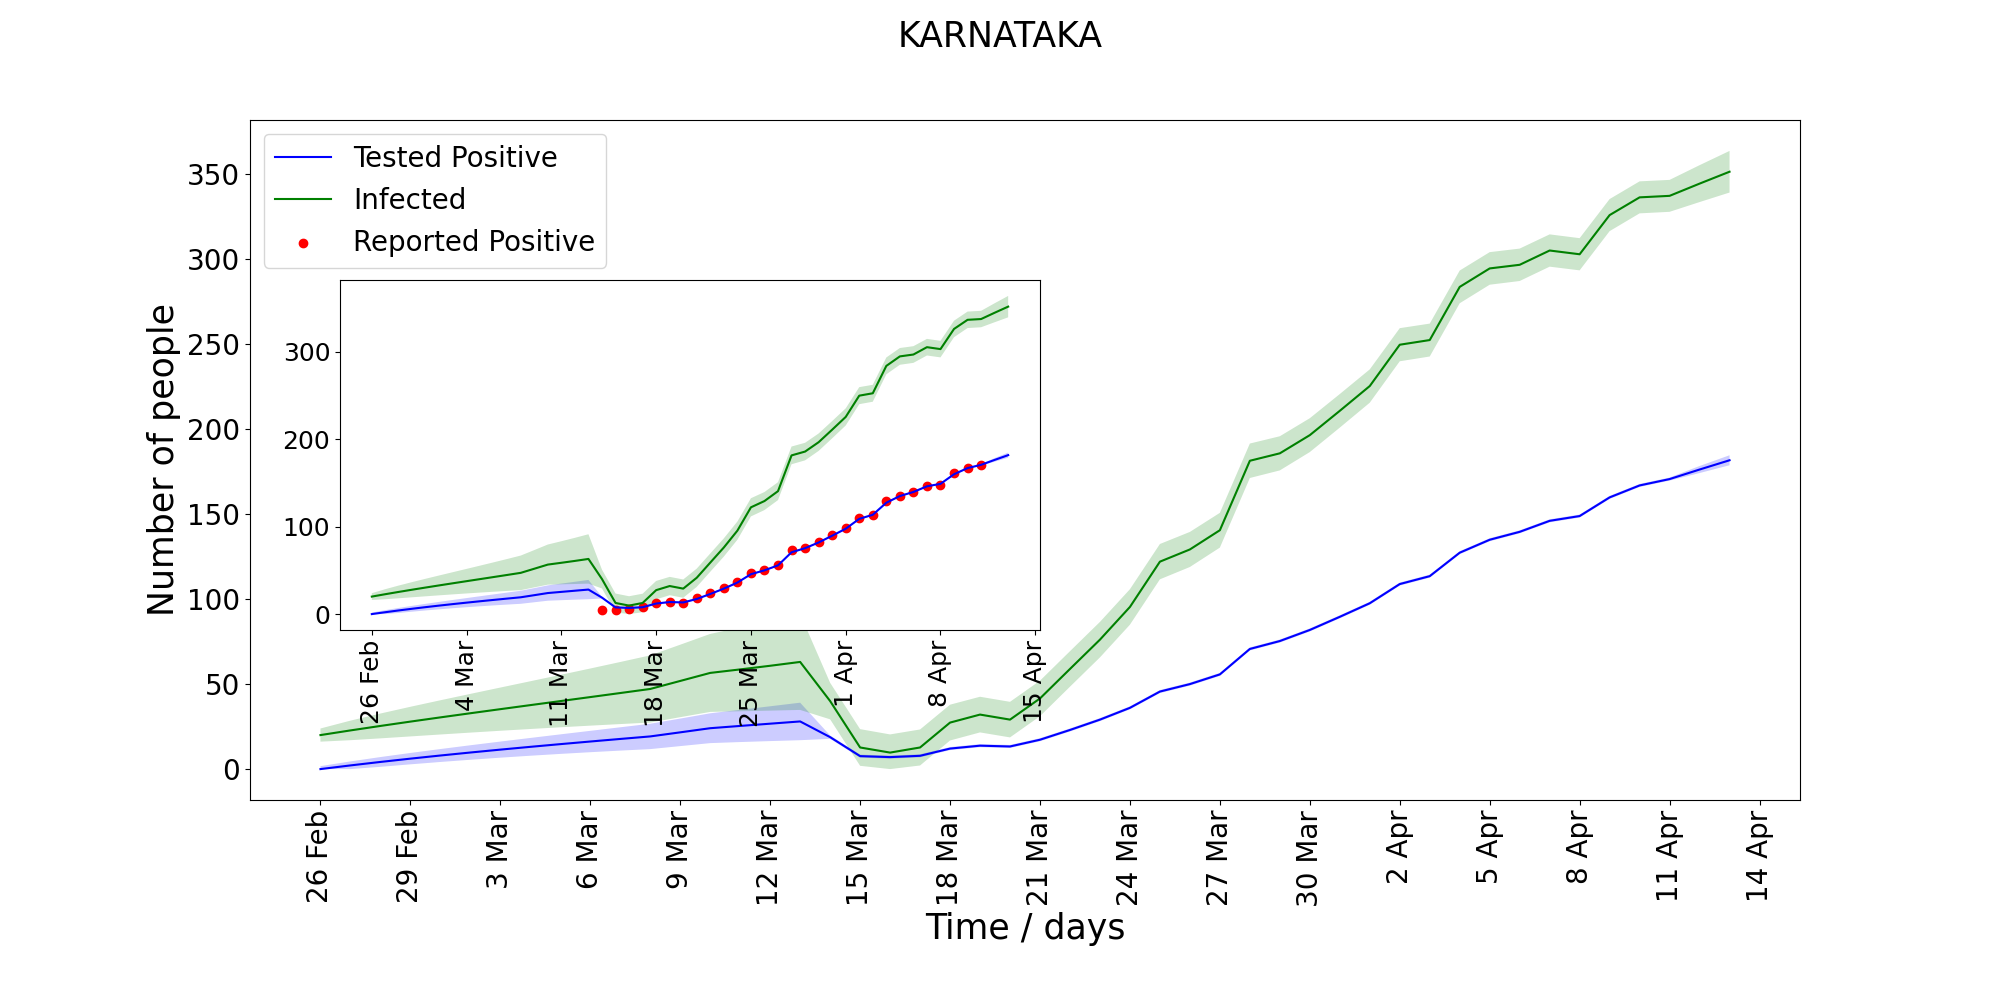 KARNATAKA
Tested Positive
Infected
Reported Positive
Number of people
350
300
250
200
150
100
50
0
300
200
100
0
26 Feb
4 Mar
11 Mar
18 Mar
25 Mar
1 Apr
8 Apr
15 Apr
26 Feb
29 Feb
3 Mar
6 Mar
9 Mar
12 Mar
15 Mar
18 Mar
21 Mar
24 Mar
27 Mar
30 Mar
2 Apr
5 Apr
8 Apr
11 Apr
14 Apr
Time / days